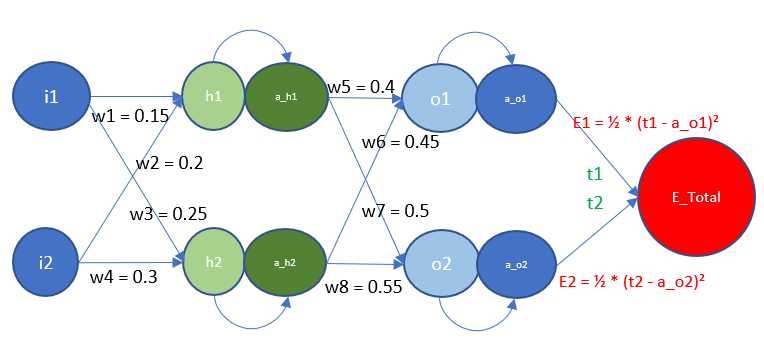 i1
h1
a_h1
w5 = 0.4
o1
a_o1
w1 = 0.15
E1 = ½ * (t1 - a_o1)²
w6 = 0.45
w2 = 0.2
t1
E_Total
t2
w3 = 0.25
w7 = 0.5
i2
h2
a_h2
o2
a_o2
w4 = 0.3
w8 = 0.55
E2 = ½ * (t2 - a_o2)²